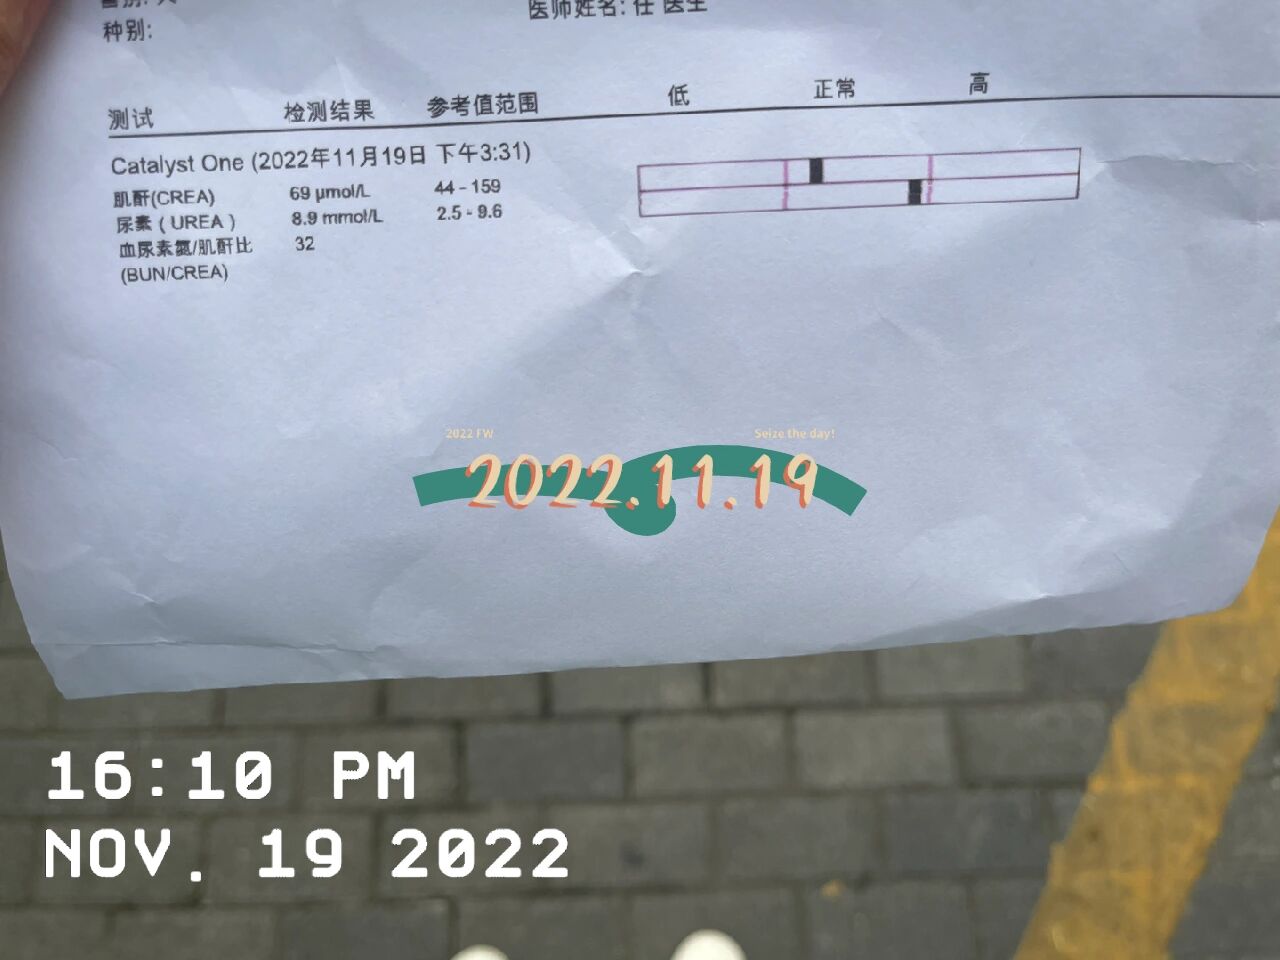 医师姓名: 任 医生
种别:
测试 检测结果 参考值范围 低 正常 高
Catalyst One (2022年11月19日 下午3:31)
肌酐(CREA) 69 µmol/L 44 - 159
尿素 ( UREA ) 8.9 mmol/L 2.5 - 9.6
血尿素氮/肌酐比 32
(BUN/CREA)
2022 FW Seize the day!
2022.11.19
16:10 PM
NOV. 19 2022